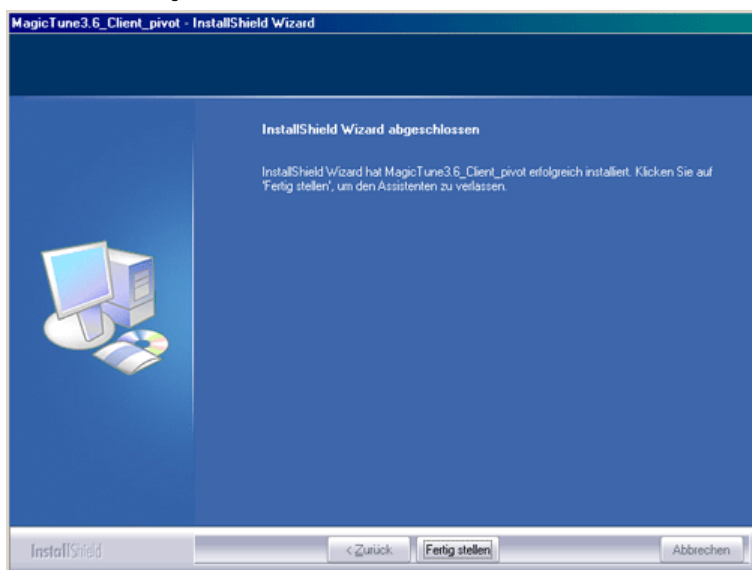 MagicTune3.6_Client_pivot - InstallShield Wizard
InstallShield Wizard abgeschlossen
InstallShield Wizard hat MagicTune3.6_Client_pivot erfolgreich installiert. Klicken Sie auf
'Fertig stellen', um den Assistenten zu verlassen.
InstallShield
< Zurück
Fertig stellen
Abbrechen